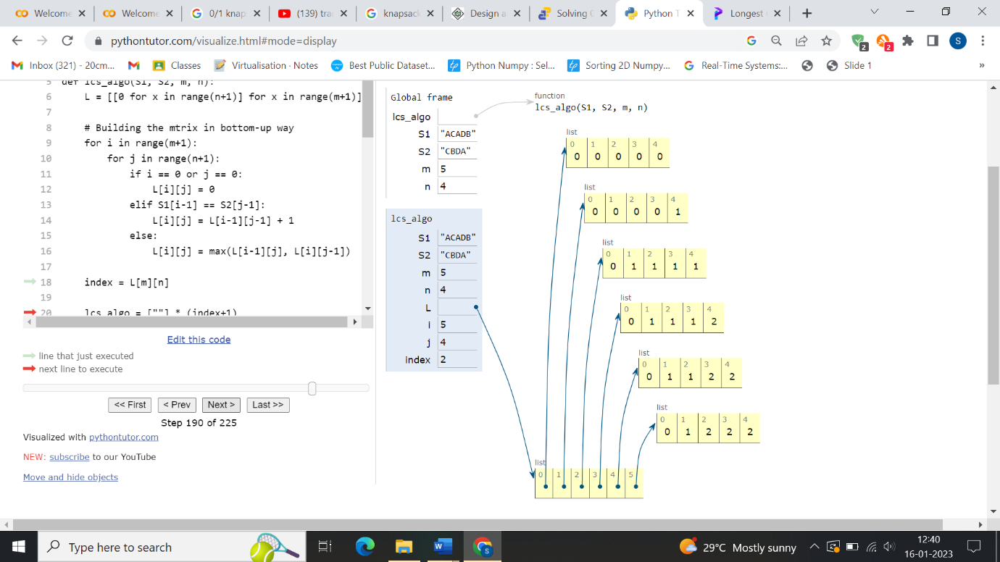 Welcome
Welcome
0/1 knap
(139) tra
knapsack
Design a
Solving
Python T
Longest
pythontutor.com/visualize.html#mode=display
2
2
S
Inbox (321) - 20cm...
Classes
Virtualisation · Notes
Best Public Dataset...
Python Numpy : Sel...
Sorting 2D Numpy...
Real-Time Systems:...
Slide 1
»
5 def lcs_algo(S1, S2, m, n):
6 L = [[0 for x in range(n+1)] for x in range(m+1)]
7
8 # Building the mtrix in bottom-up way
9 for i in range(m+1):
10 for j in range(n+1):
11 if i == 0 or j == 0:
12 L[i][j] = 0
13 elif S1[i-1] == S2[j-1]:
14 L[i][j] = L[i-1][j-1] + 1
15 else:
16 L[i][j] = max(L[i-1][j], L[i][j-1])
17
18 index = L[m][n]
19
20 lcs_algo = [""] * (index+1)
Edit this code
line that just executed
next line to execute
<< First
< Prev
Next >
Last >>
Step 190 of 225
Visualized with pythontutor.com
NEW: subscribe to our YouTube
Move and hide objects
Global frame
lcs_algo
S1 "ACADB"
S2 "CBDA"
m 5
n 4
lcs_algo
S1 "ACADB"
S2 "CBDA"
m 5
n 4
L
i 5
j 4
index 2
function
lcs_algo(S1, S2, m, n)
list
0 1 2 3 4
0 0 0 0 0
list
0 1 2 3 4
0 0 0 0 1
list
0 1 2 3 4
0 1 1 1 1
list
0 1 2 3 4
0 1 1 1 2
list
0 1 2 3 4
0 1 1 2 2
list
0 1 2 3 4
0 1 2 2 2
list
0 1 2 3 4 5
Type here to search
29°C Mostly sunny
12:40
16-01-2023